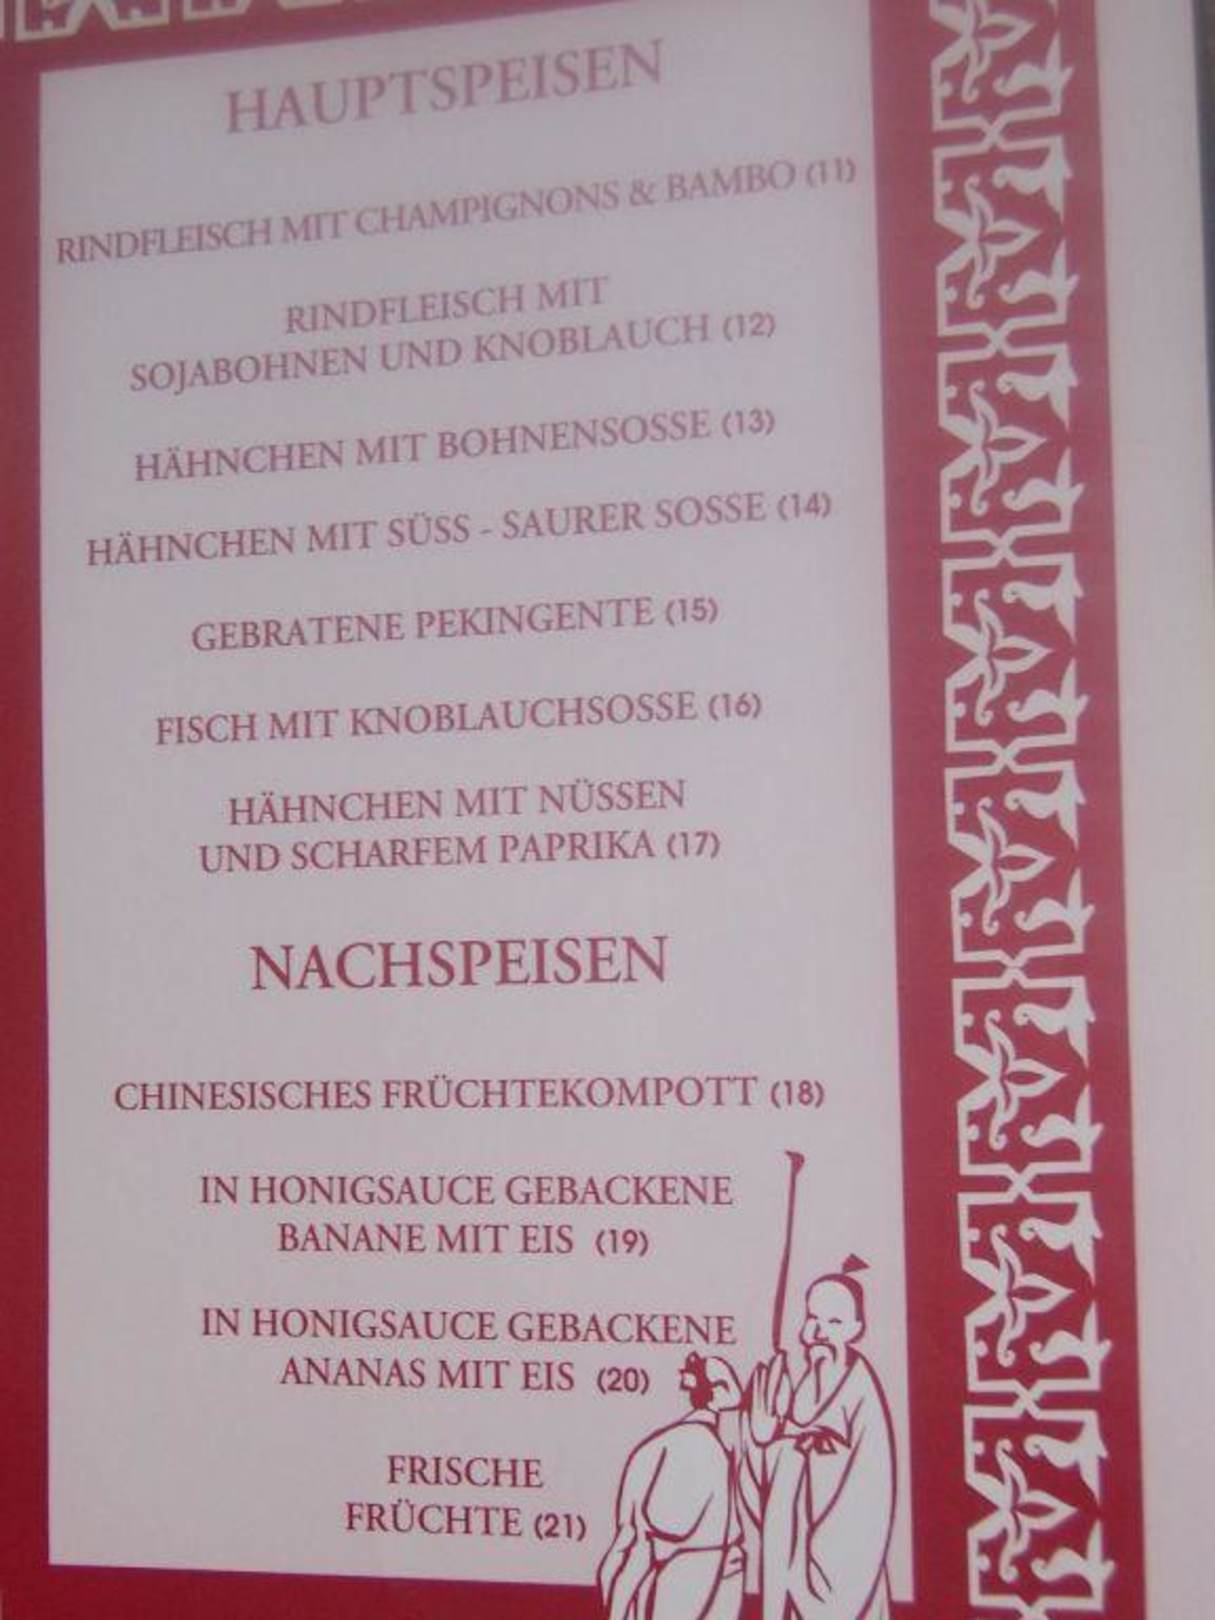 HAUPTSPEISEN
RINDFLEISCH MIT CHAMPIGNONS & BAMBO (11)
RINDFLEISCH MIT
SOJABOHNEN UND KNOBLAUCH (12)
HÄHNCHEN MIT BOHNENSOSSE (13)
HÄHNCHEN MIT SÜSS - SAURER SOSSE (14)
GEBRATENE PEKINGENTE (15)
FISCH MIT KNOBLAUCHSOSSE (16)
HÄHNCHEN MIT NÜSSEN
UND SCHARFEM PAPRIKA (17)
NACHSPEISEN
CHINESISCHES FRÜCHTEKOMPOTT (18)
IN HONIGSAUCE GEBACKENE
BANANE MIT EIS (19)
IN HONIGSAUCE GEBACKENE
ANANAS MIT EIS (20)
FRISCHE
FRÜCHTE (21)